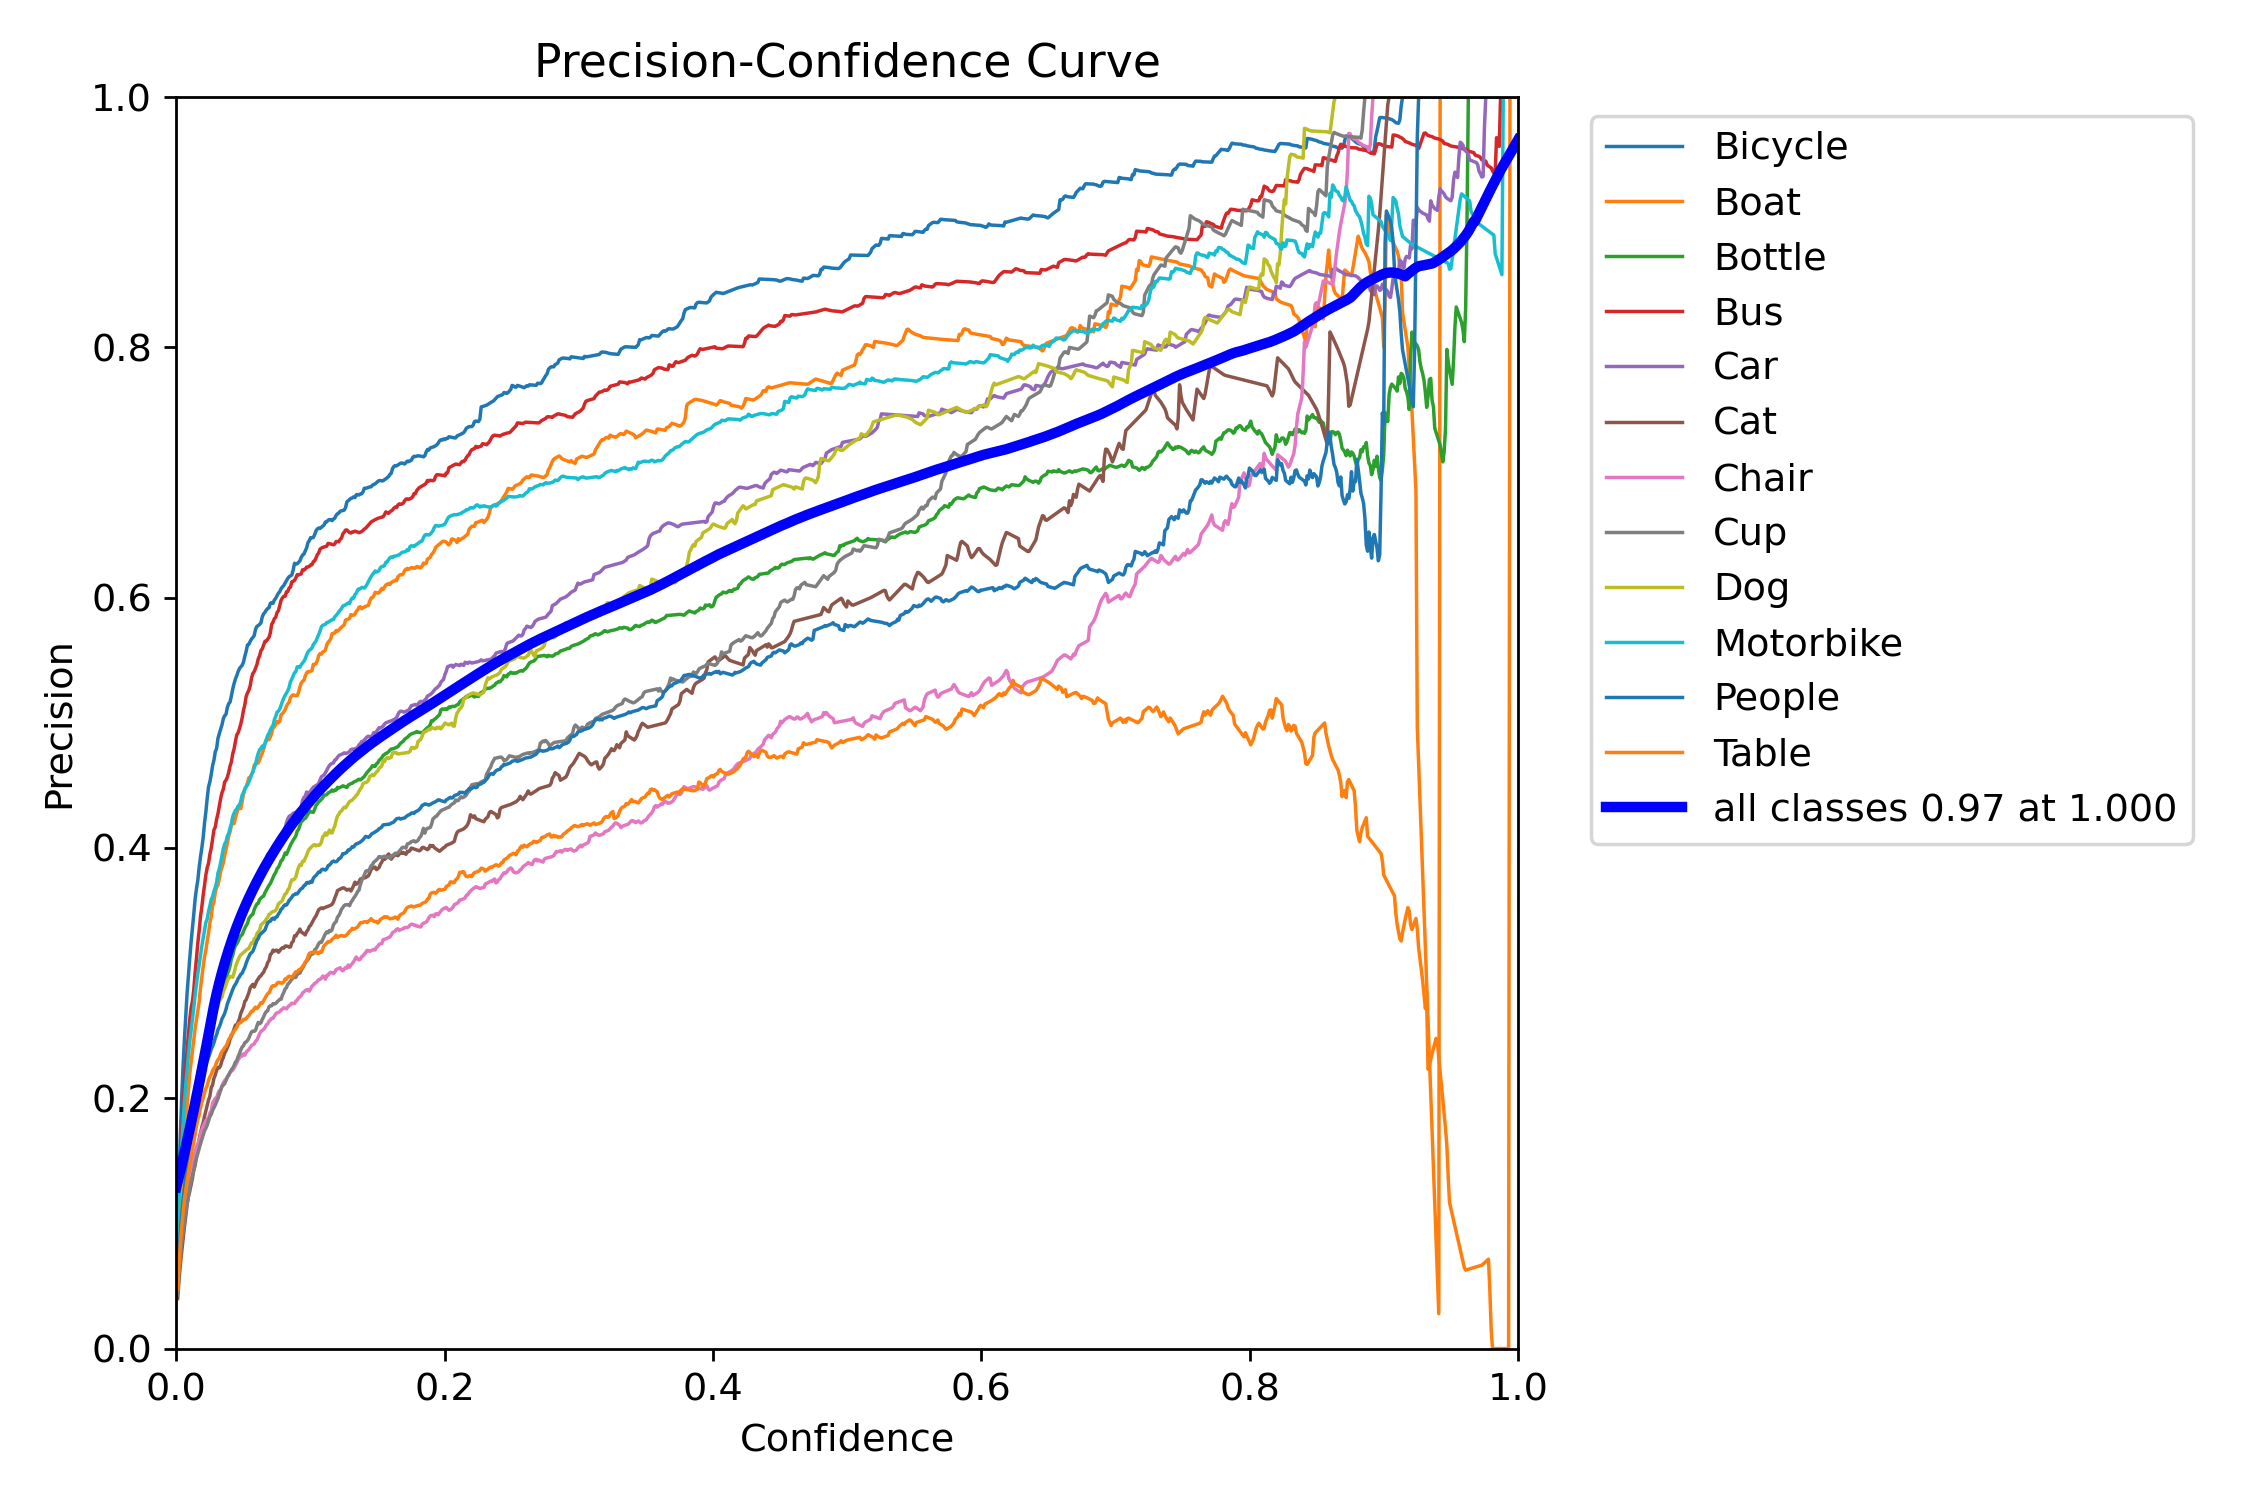 Precision-Confidence Curve
1.0
0.8
0.6
0.4
0.2
0.0
Precision
0.0 0.2 0.4 0.6 0.8 1.0
Confidence
Bicycle
Boat
Bottle
Bus
Car
Cat
Chair
Cup
Dog
Motorbike
People
Table
all classes 0.97 at 1.000